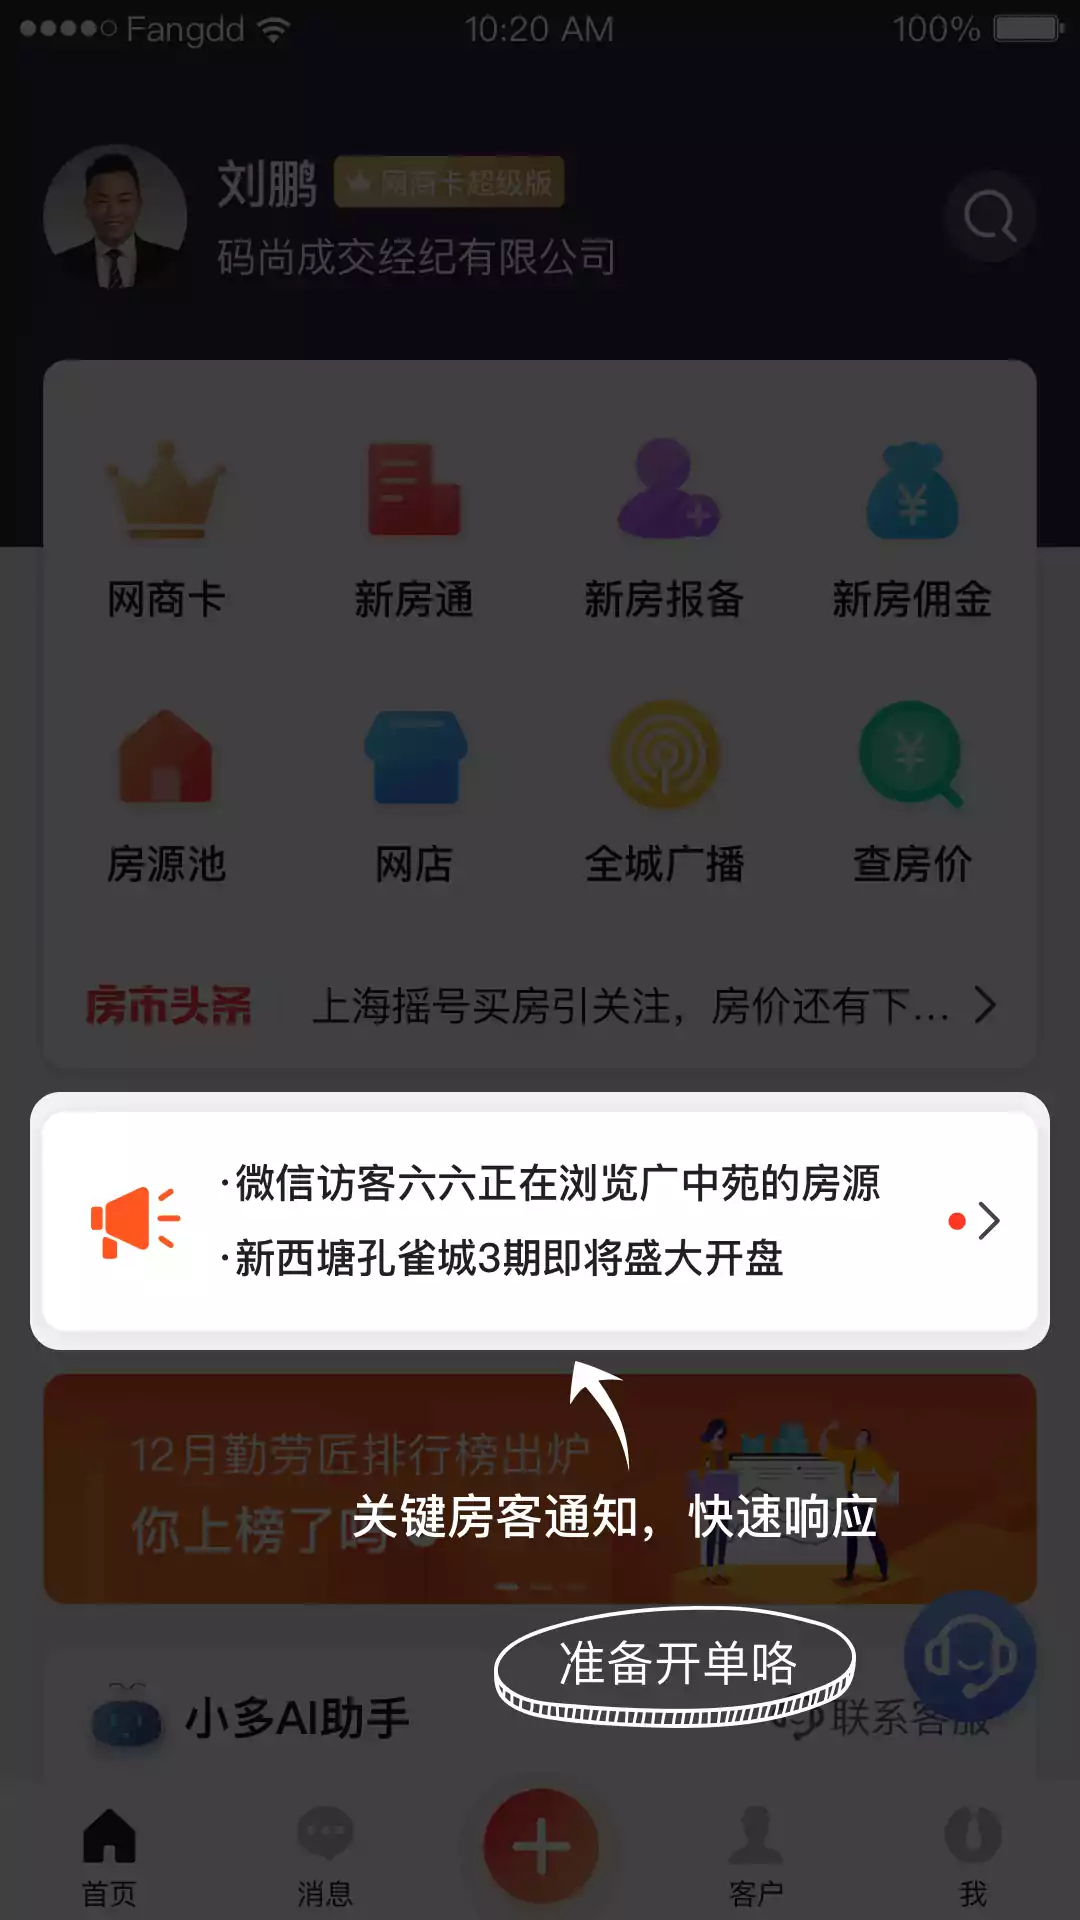 Fangdd 10:20 AM 100%
刘鹏 网商卡超级版
码尚成交经纪有限公司
网商卡 新房通 新房报备 新房佣金
房源池 网店 全城广播 查房价
房市头条 上海摇号买房引关注，房价还有下...
·微信访客六六正在浏览广中苑的房源
·新西塘孔雀城3期即将盛大开盘
12月勤劳匠排行榜出炉
你上榜了吗
关键房客通知，快速响应
准备开单咯
小多AI助手 联系客服
首页 消息 客户 我